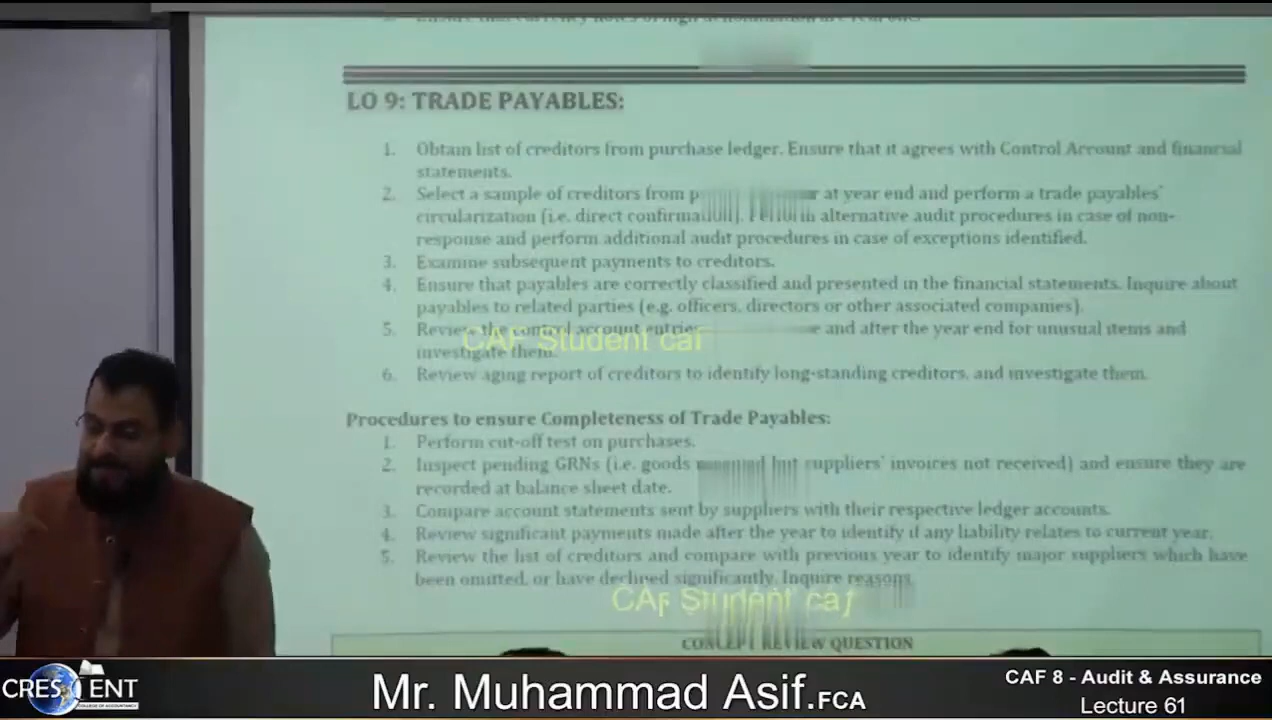 LO 9: TRADE PAYABLES:
1. Obtain list of creditors from purchase ledger. Ensure that it agrees with Control Account and financial
statements.
2. Select a sample of creditors from at year end and perform a trade payables'
circularization (i.e. direct confirmation). Perform alternative audit procedures in case of non-
response and perform additional audit procedures in case of exceptions identified.
3. Examine subsequent payments to creditors.
4. Ensure that payables are correctly classified and presented in the financial statements. Inquire about
payables to related parties (e.g. officers, directors or other associated companies).
5. Review the control account entries and after the year end for unusual items and
CAF Student caf
investigate them.
6. Review aging report of creditors to identify long-standing creditors, and investigate them.
Procedures to ensure Completeness of Trade Payables:
1. Perform cut-off test on purchases.
2. Inspect pending GRNs (i.e. goods but suppliers' invoices not received) and ensure they are
recorded at balance sheet date.
3. Compare account statements sent by suppliers with their respective ledger accounts.
4. Review significant payments made after the year to identify if any liability relates to current year.
5. Review the list of creditors and compare with previous year to identify major suppliers which have
been omitted, or have declined significantly. Inquire reasons.
CAF Student caf
CONCEPT REVIEW QUESTION
CRESCENT
COLLEGE OF ACCOUNTANCY
Mr. Muhammad Asif.FCA
CAF 8 - Audit & Assurance
Lecture 61